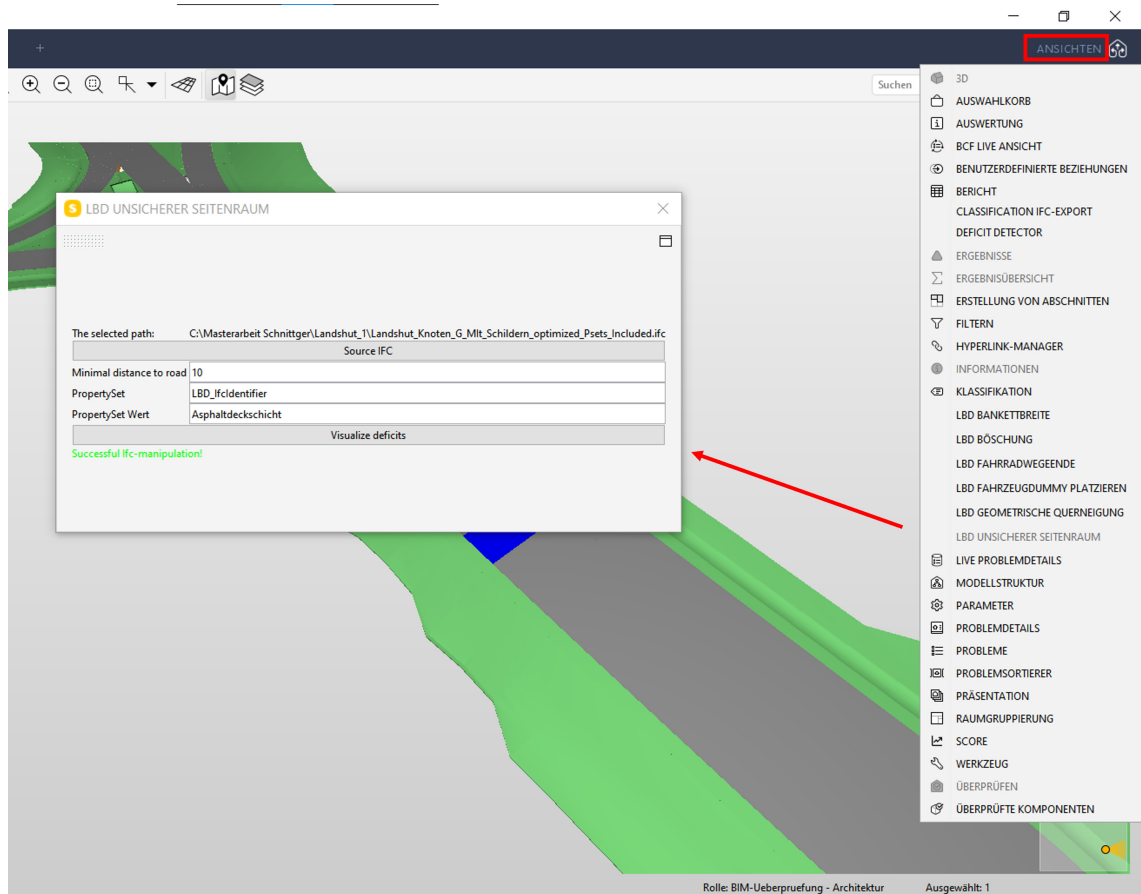 ANSICHTEN
Suchen
3D
AUSWAHLKORB
AUSWERTUNG
BCF LIVE ANSICHT
BENUTZERDEFINIERTE BEZIEHUNGEN
BERICHT
CLASSIFICATION IFC-EXPORT
DEFICIT DETECTOR
ERGEBNISSE
ERGEBNISÜBERSICHT
ERSTELLUNG VON ABSCHNITTEN
FILTERN
HYPERLINK-MANAGER
INFORMATIONEN
KLASSIFIKATION
LBD BANKETTBREITE
LBD BÖSCHUNG
LBD FAHRRADWEGEENDE
LBD FAHRZEUGDUMMY PLATZIEREN
LBD GEOMETRISCHE QUERNEIGUNG
LBD UNSICHERER SEITENRAUM
LIVE PROBLEMDETAILS
MODELLSTRUKTUR
PARAMETER
PROBLEMDETAILS
PROBLEME
PROBLEMSORTIERER
PRÄSENTATION
RAUMGRUPPIERUNG
SCORE
WERKZEUG
ÜBERPRÜFEN
ÜBERPRÜFTE KOMPONENTEN
S LBD UNSICHERER SEITENRAUM
The selected path: C:\Masterarbeit Schnittger\Landshut_1\Landshut_Knoten_G_MIt_Schildern_optimized_Psets_Included.ifc
Source IFC
Minimal distance to road 10
PropertySet LBD_IfcIdentifier
PropertySet Wert Asphaltdeckschicht
Visualize deficits
Successful Ifc-manipulation!
Rolle: BIM-Ueberpruefung - Architektur Ausgewählt: 1